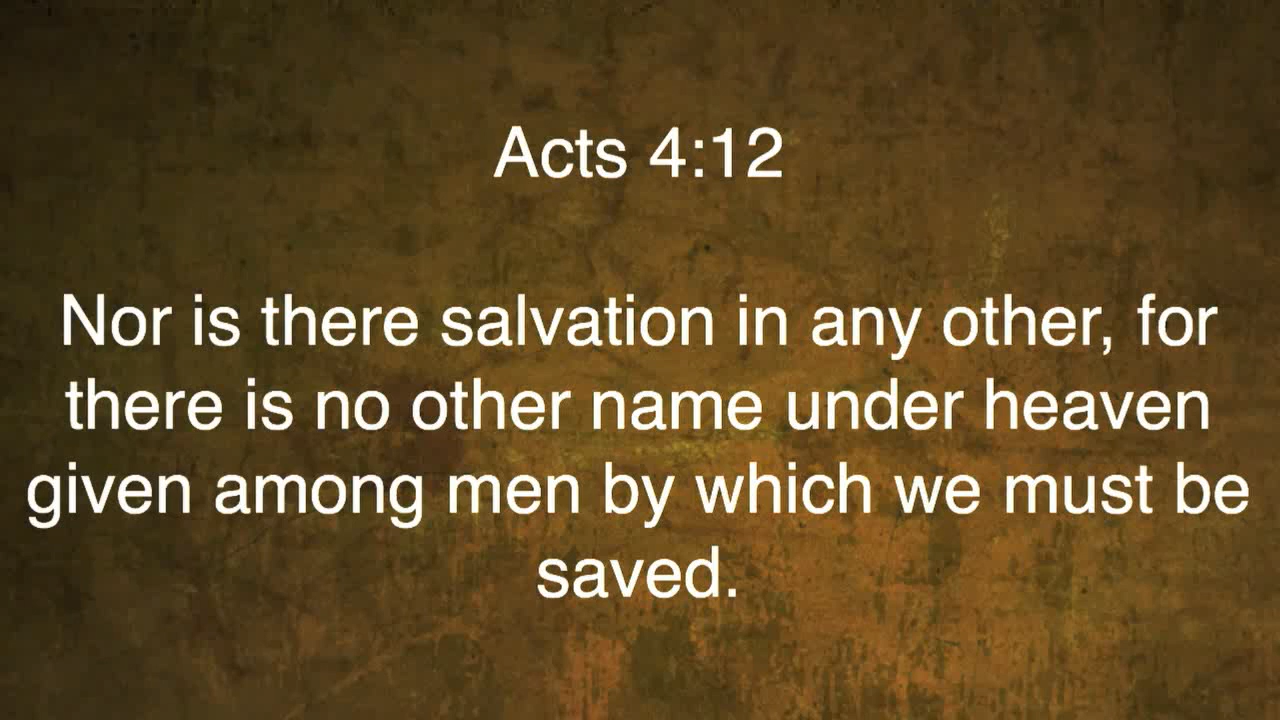 Acts 4:12
Nor is there salvation in any other, for
there is no other name under heaven
given among men by which we must be
saved.